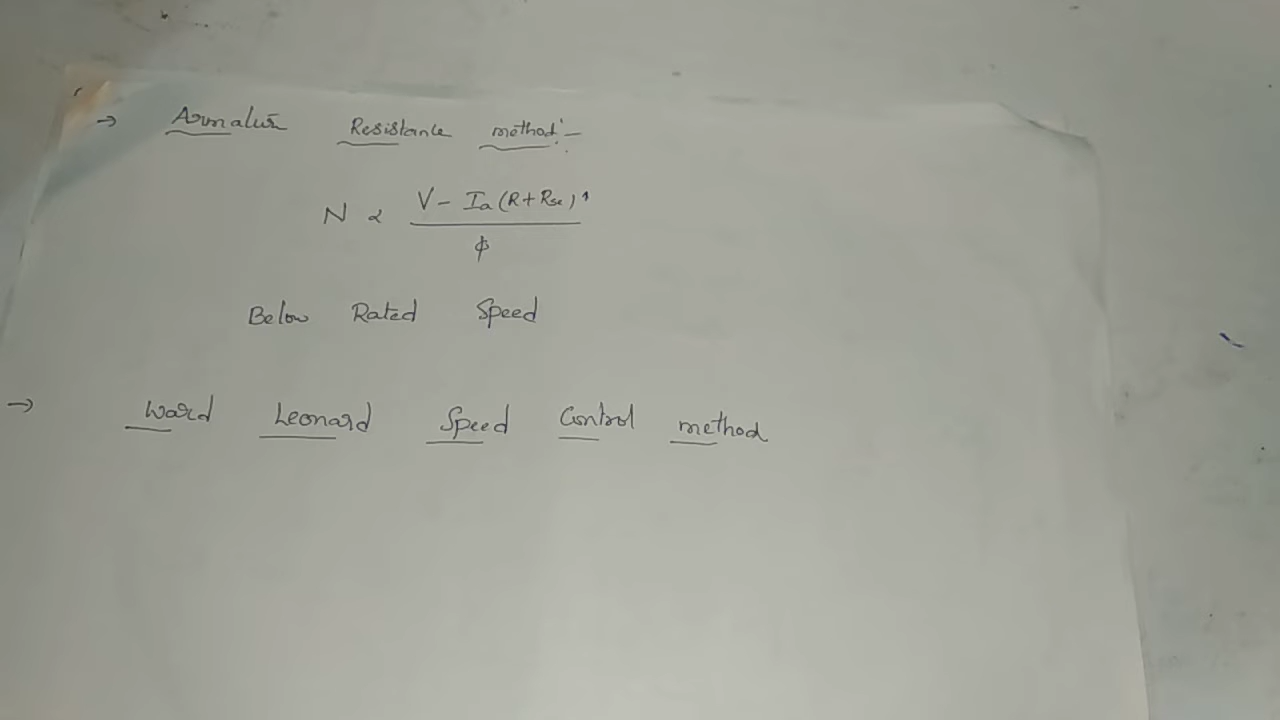 → Armature Resistance method:-
N ∝ (V - Ia (R + Rse) ↑) / φ
Below Rated Speed
→ Ward Leonard Speed Control method